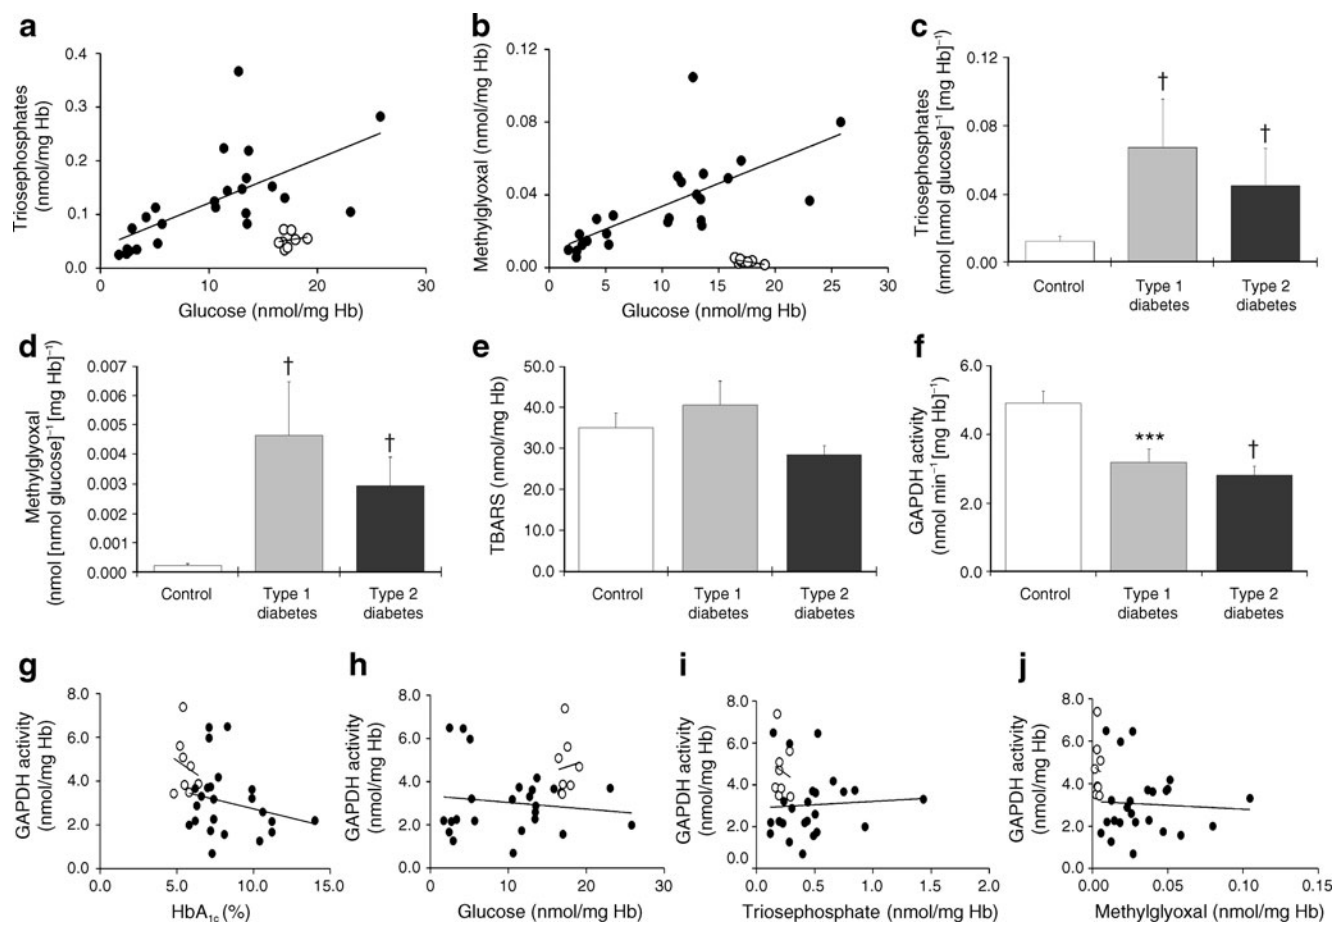 a
Triosephosphates
(nmol/mg Hb)
0.4
0.3
0.2
0.1
0.0
0
10
20
30
Glucose (nmol/mg Hb)
b
Methylglyoxal (nmol/mg Hb)
0.12
0.08
0.04
0.00
0
5
10
15
20
25
30
Glucose (nmol/mg Hb)
c
Triosephosphates
(nmol [nmol glucose]⁻¹ [mg Hb]⁻¹)
0.12
0.08
0.04
0.00
†
†
Control
Type 1
diabetes
Type 2
diabetes
d
Methylglyoxal
(nmol [nmol glucose]⁻¹ [mg Hb]⁻¹)
0.007
0.006
0.005
0.004
0.003
0.002
0.001
0.000
†
†
Control
Type 1
diabetes
Type 2
diabetes
e
TBARS (nmol/mg Hb)
50.0
40.0
30.0
20.0
10.0
0.0
Control
Type 1
diabetes
Type 2
diabetes
f
GAPDH activity
(nmol min⁻¹ [mg Hb]⁻¹)
6.0
4.0
2.0
0.0
***
†
Control
Type 1
diabetes
Type 2
diabetes
g
GAPDH activity
(nmol/mg Hb)
8.0
6.0
4.0
2.0
0.0
0.0
5.0
10.0
15.0
HbA₁c (%)
h
GAPDH activity
(nmol/mg Hb)
8.0
6.0
4.0
2.0
0.0
0
10
20
30
Glucose (nmol/mg Hb)
i
GAPDH activity
(nmol/mg Hb)
8.0
6.0
4.0
2.0
0.0
0.0
0.5
1.0
1.5
2.0
Triosephosphate (nmol/mg Hb)
j
GAPDH activity
(nmol/mg Hb)
8.0
6.0
4.0
2.0
0.0
0.00
0.05
0.10
0.15
Methylglyoxal (nmol/mg Hb)